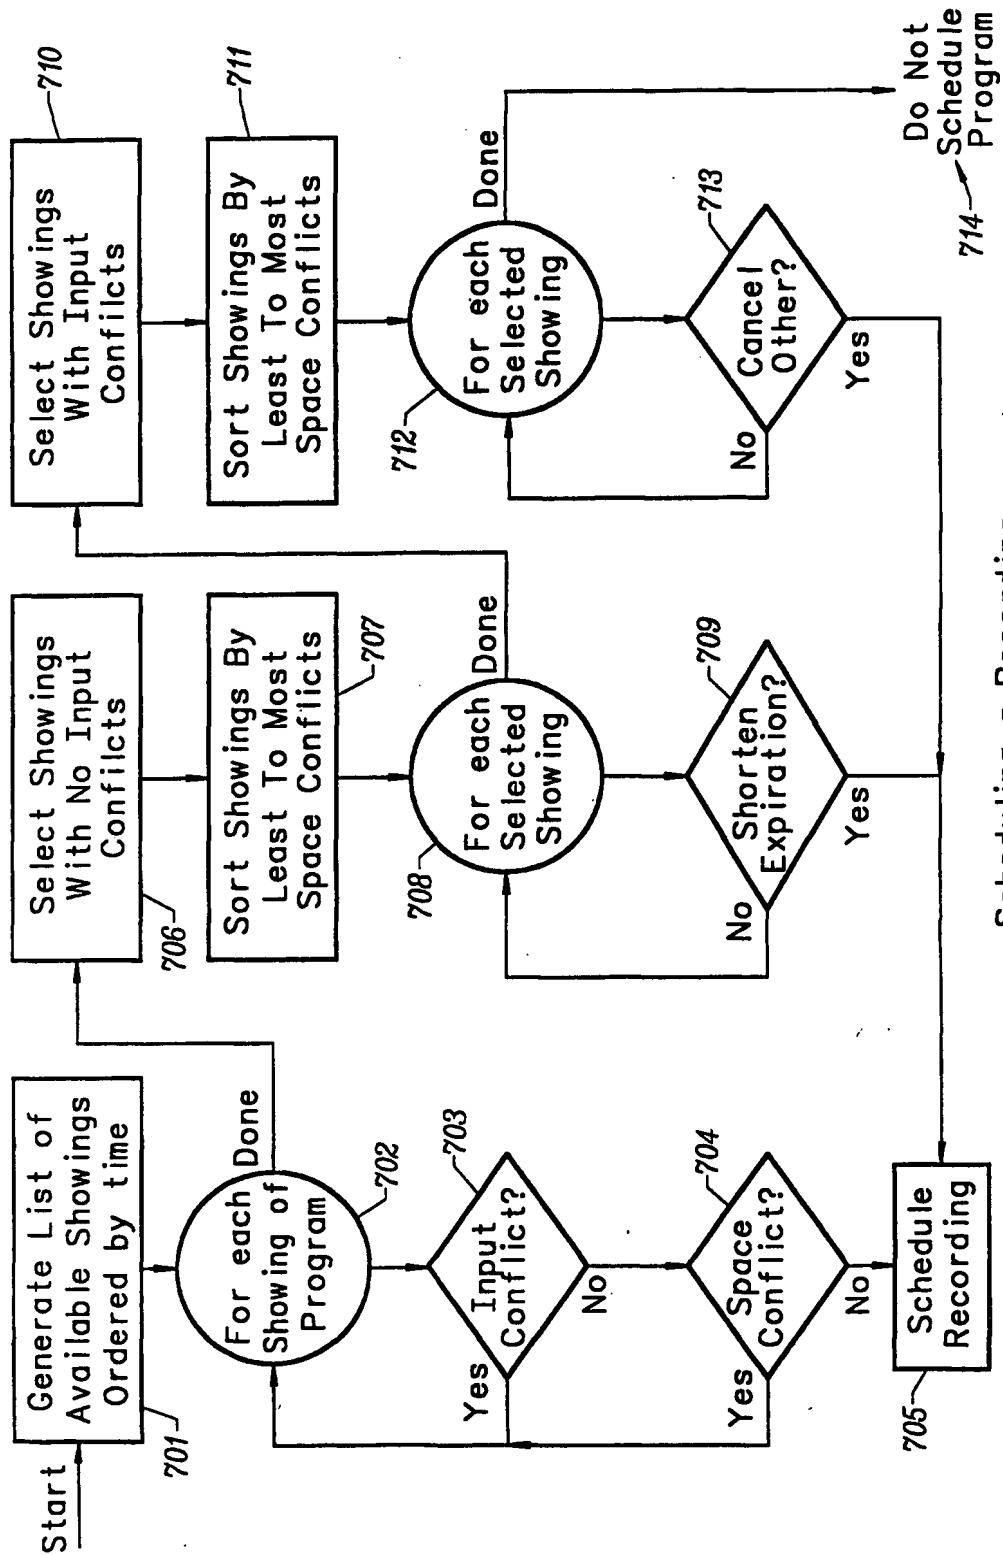 Start
Generate List of
Available Showings
Ordered by time
701
For each
Showing of
Program
Done
702
Input
Conflict?
703
Yes
No
Space
Conflict?
704
Yes
No
Schedule
Recording
705
Select Showings
With No Input
Confilcts
706
Sort Showings By
Least To Most
Space Conflicts
707
For each
Selected
Showing
Done
708
Shorten
Expiration?
709
No
Yes
Select Showings
With Input
Confilcts
710
Sort Showings By
Least To Most
Space Conflicts
711
For each
Selected
Showing
Done
712
Cancel
Other?
713
No
Yes
Do Not
Schedule
Program
714